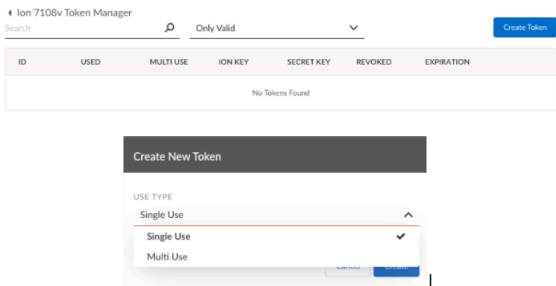 Ion 7108v Token Manager
Search Only Valid Create Token
ID USED MULTI USE ION KEY SECRET KEY REVOKED EXPIRATION
No Tokens Found
Create New Token
USE TYPE
Single Use
Single Use
Multi Use
Cancel Create